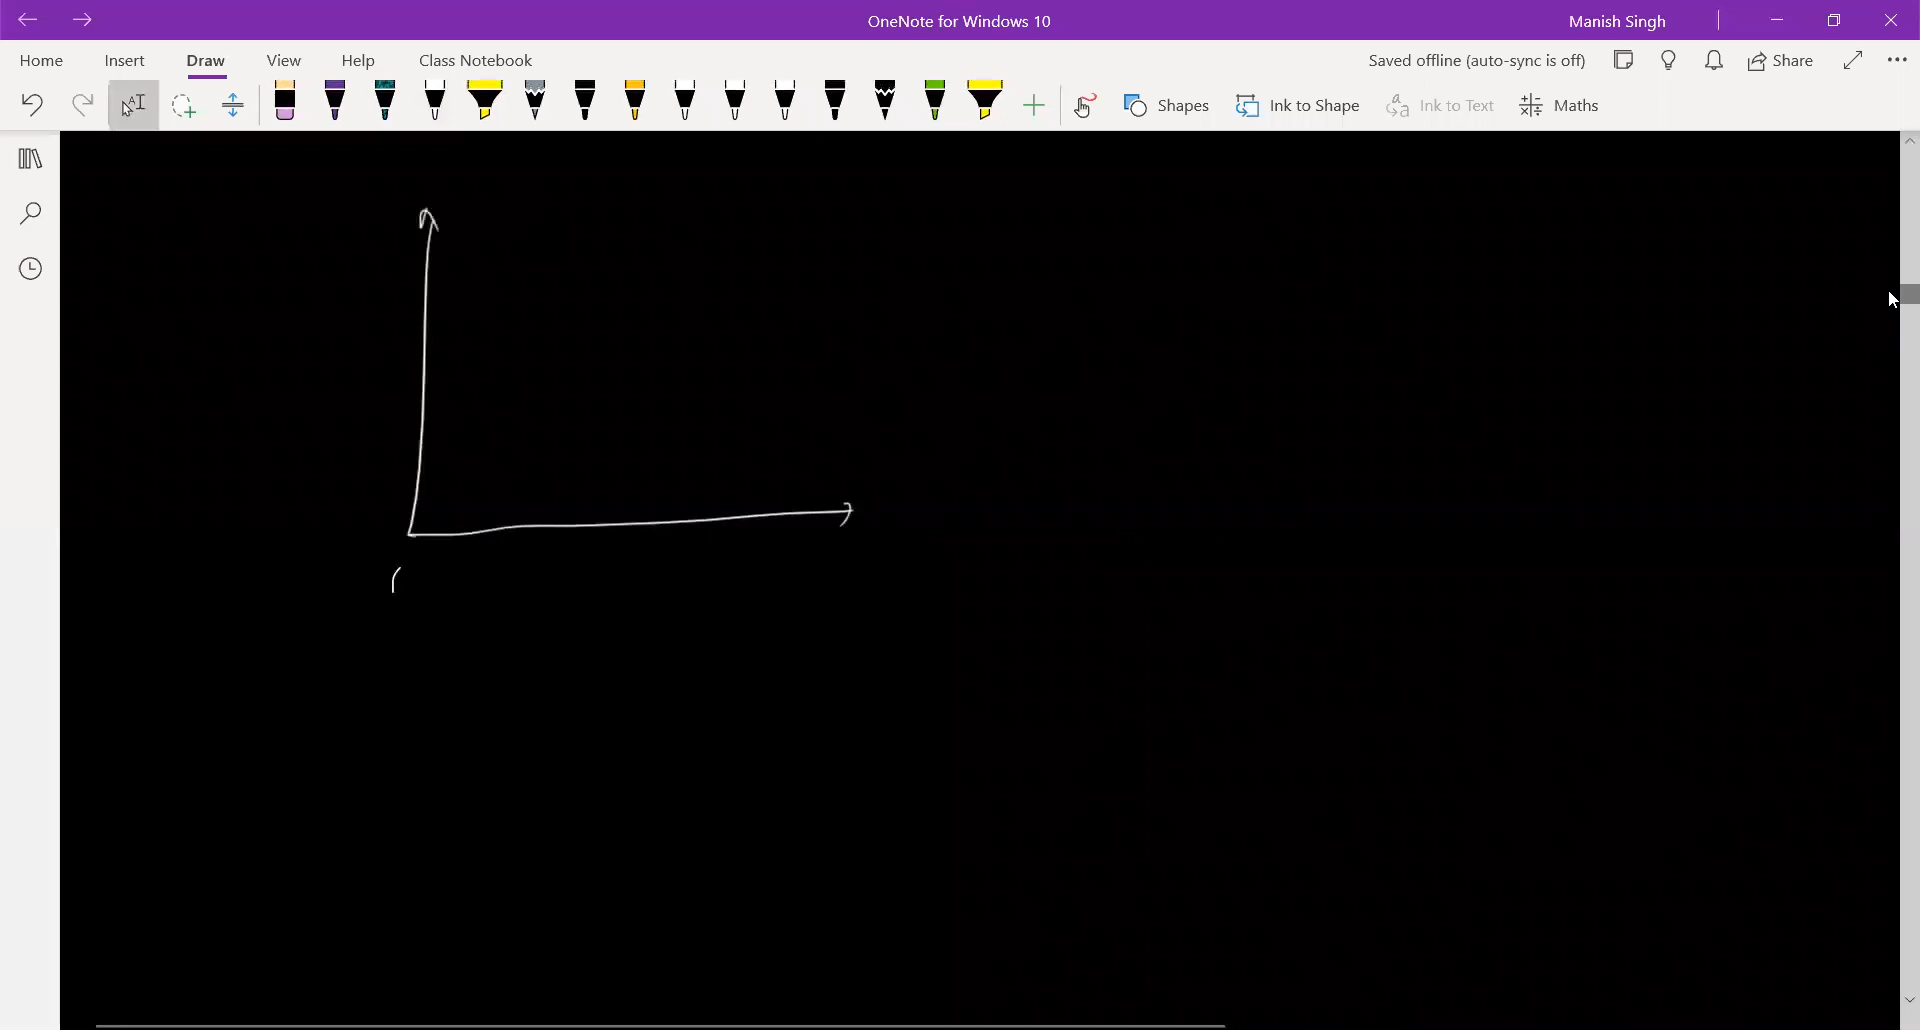 OneNote for Windows 10
Manish Singh
Home Insert Draw View Help Class Notebook
Saved offline (auto-sync is off) Share
AI Shapes Ink to Shape Ink to Text Maths